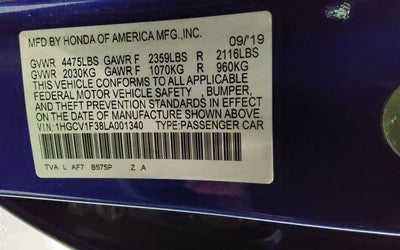 MFD.BY HONDA OF AMERICA MFG.,INC.
09/'19
GVWR 4475LBS GAWR F 2359LBS R 2116LBS
GVWR 2030KG GAWR F 1070KG R 960KG
THIS VEHICLE CONFORMS TO ALL APPLICABLE
FEDERAL MOTOR VEHICLE SAFETY , BUMPER,
AND THEFT PREVENTION STANDARDS IN EFFECT
ON THE DATE OF MANUFACTURE SHOWN ABOVE.
V.I.N:1HGCV1F38LA001340 TYPE:PASSENGER CAR
TVA L AF7 B575P .Z A